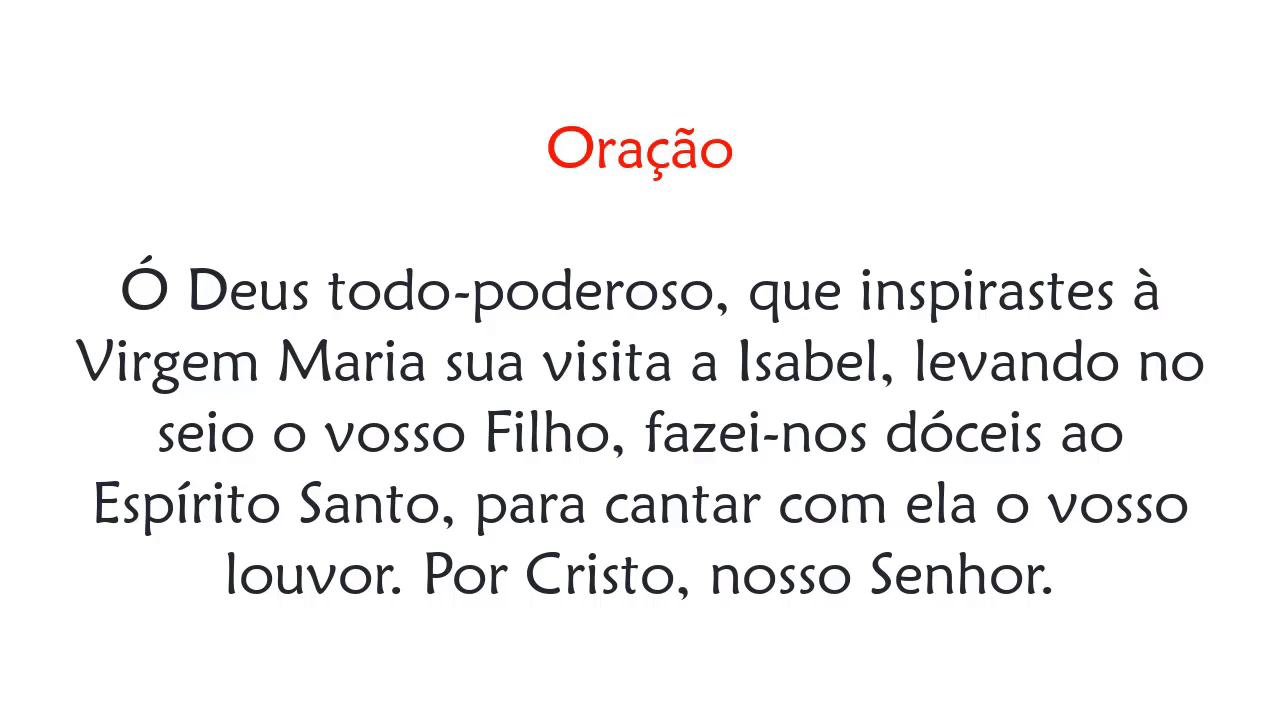 Oração
Ó Deus todo-poderoso, que inspirastes à
Virgem Maria sua visita a Isabel, levando no
seio o vosso Filho, fazei-nos dóceis ao
Espírito Santo, para cantar com ela o vosso
louvor. Por Cristo, nosso Senhor.